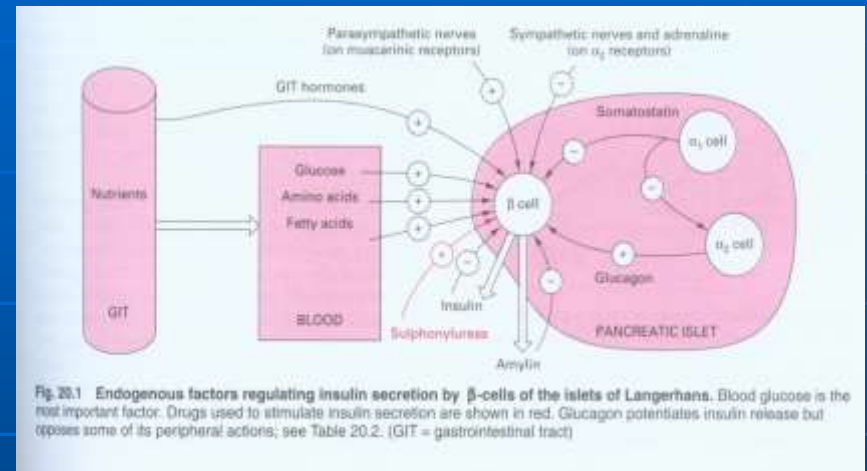 Parasympathetic nerves
(on muscarinic receptors)
Sympathetic nerves and adrenaline
(on α₂ receptors)
GIT hormones
Somatostatin
α₁ cell
Glucose
Amino acids
Fatty acids
Nutrients
β-cell
α₂ cell
Glucagon
Insulin
GIT
BLOOD
Sulphonylureas
PANCREATIC ISLET
Amylin
+
−
+
−
+
+
+
−
+
+
−
+
−
−
Fig. 20.1 Endogenous factors regulating insulin secretion by β-cells of the islets of Langerhans. Blood glucose is the
most important factor. Drugs used to stimulate insulin secretion are shown in red. Glucagon potentiates insulin release but
opposes some of its peripheral actions; see Table 20.2. (GIT = gastrointestinal tract)